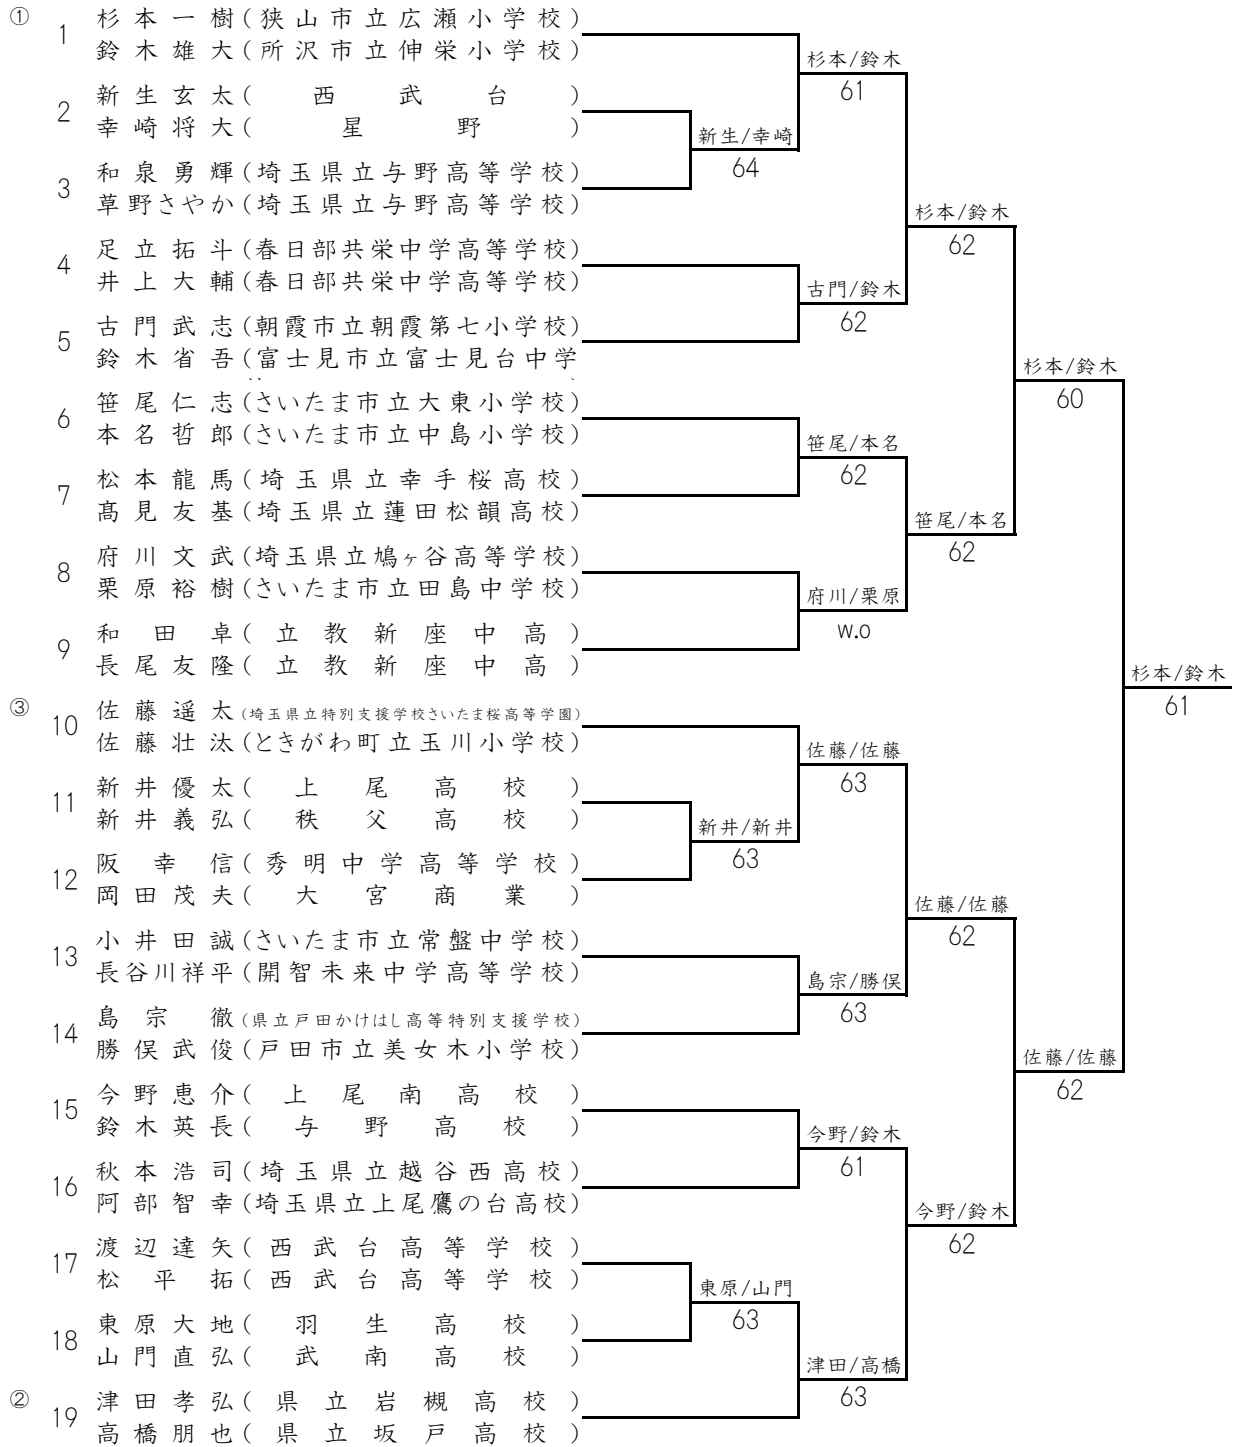 ① 1 杉本一樹(狭山市立広瀬小学校)
鈴木雄大(所沢市立伸栄小学校)
杉本/鈴木
61
2 新生玄太(西武台)
幸崎将大(星野)
新生/幸崎
64
3 和泉勇輝(埼玉県立与野高等学校)
草野さやか(埼玉県立与野高等学校)
杉本/鈴木
62
4 足立拓斗(春日部共栄中学高等学校)
井上大輔(春日部共栄中学高等学校)
古門/鈴木
62
5 古門武志(朝霞市立朝霞第七小学校)
鈴木省吾(富士見市立富士見台中学
杉本/鈴木
60
6 笹尾仁志(さいたま市立大東小学校)
本名哲郎(さいたま市立中島小学校)
笹尾/本名
62
7 松本龍馬(埼玉県立幸手桜高校)
髙見友基(埼玉県立蓮田松韻高校)
笹尾/本名
62
8 府川文武(埼玉県立鳩ヶ谷高等学校)
栗原裕樹(さいたま市立田島中学校)
府川/栗原
w.o
9 和田卓(立教新座中高)
長尾友隆(立教新座中高)
杉本/鈴木
61
③ 10 佐藤遥太(埼玉県立特別支援学校さいたま桜高等学園)
佐藤壮汰(ときがわ町立玉川小学校)
佐藤/佐藤
63
11 新井優太(上尾高校)
新井義弘(秩父高校)
新井/新井
63
12 阪幸信(秀明中学高等学校)
岡田茂夫(大宮商業)
佐藤/佐藤
62
13 小井田誠(さいたま市立常盤中学校)
長谷川祥平(開智未来中学高等学校)
島宗/勝俣
63
14 島宗徹(県立戸田かけはし高等特別支援学校)
勝俣武俊(戸田市立美女木小学校)
佐藤/佐藤
62
15 今野恵介(上尾南高校)
鈴木英長(与野高校)
今野/鈴木
61
16 秋本浩司(埼玉県立越谷西高校)
阿部智幸(埼玉県立上尾鷹の台高校)
今野/鈴木
62
17 渡辺達矢(西武台高等学校)
松平拓(西武台高等学校)
東原/山門
63
18 東原大地(羽生高校)
山門直弘(武南高校)
津田/高橋
63
② 19 津田孝弘(県立岩槻高校)
高橋朋也(県立坂戸高校)